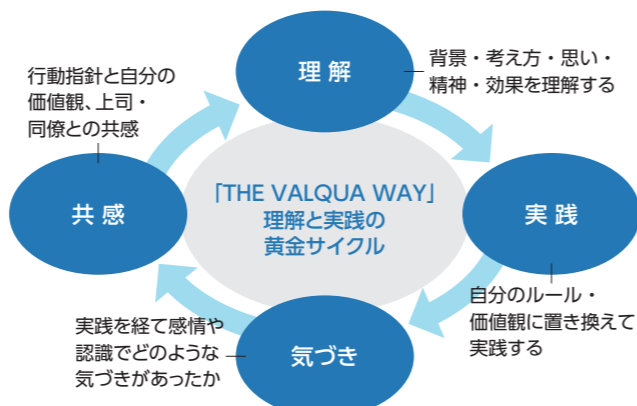 理解
背景・考え方・思い・
精神・効果を理解する
行動指針と自分の
価値観、上司・
同僚との共感
「THE VALQUA WAY」
理解と実践の
黄金サイクル
共感
実践
自分のルール・
価値観に置き換えて
実践する
気づき
実践を経て感情や
認識でどのような
気づきがあったか